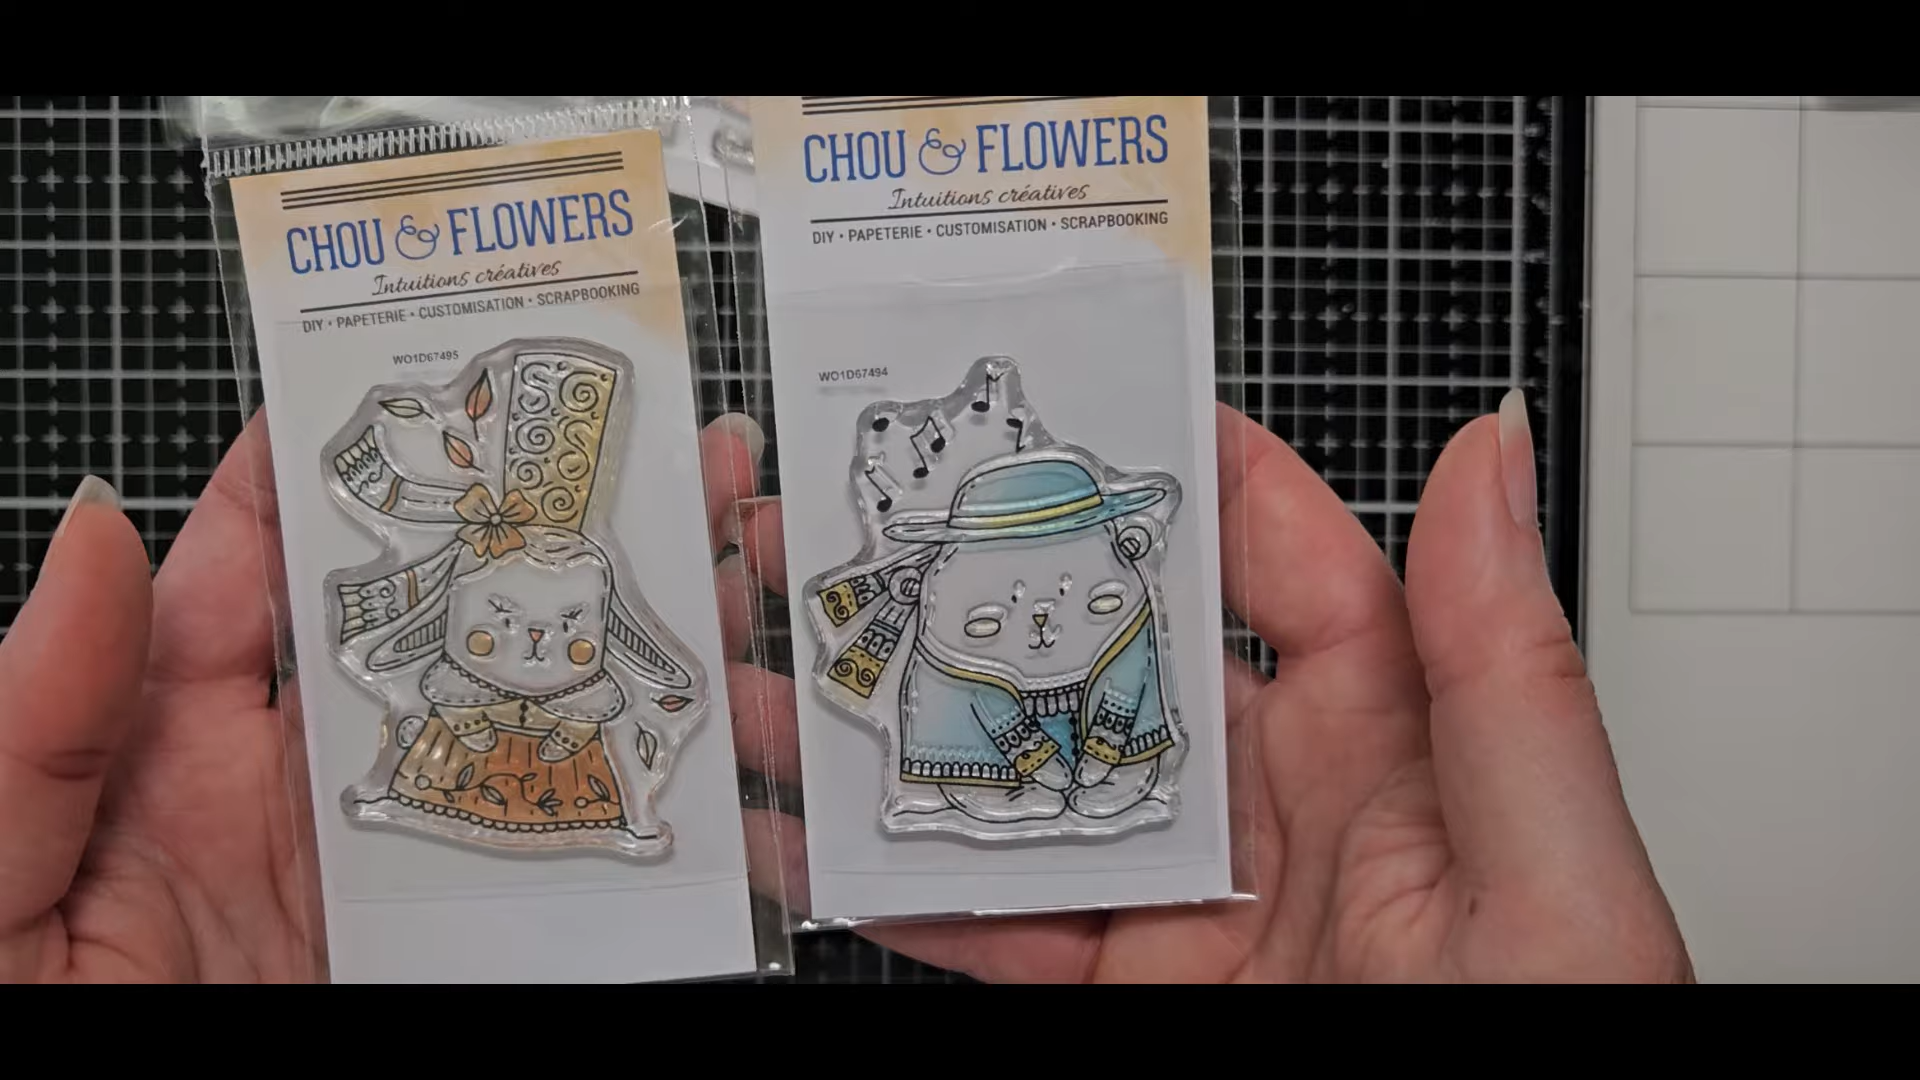 CHOU & FLOWERS
Intuitions créatives
DIY • PAPETERIE • CUSTOMISATION • SCRAPBOOKING
WO1D67495
CHOU & FLOWERS
Intuitions créatives
DIY • PAPETERIE • CUSTOMISATION • SCRAPBOOKING
WO1D67494